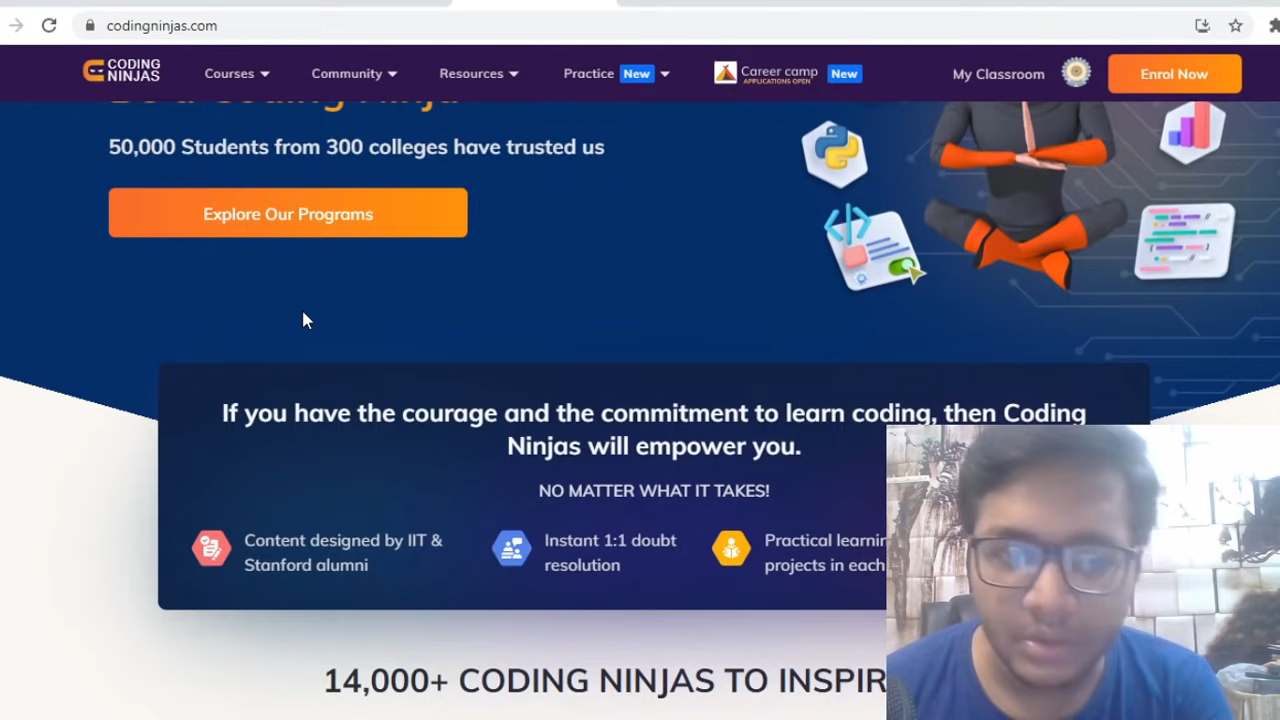 codingninjas.com
CODING
NINJAS
Courses
Community
Resources
Practice
New
Career camp
APPLICATIONS OPEN
New
My Classroom
Enrol Now
50,000 Students from 300 colleges have trusted us
Explore Our Programs
If you have the courage and the commitment to learn coding, then Coding
Ninjas will empower you.
NO MATTER WHAT IT TAKES!
Content designed by IIT &
Stanford alumni
Instant 1:1 doubt
resolution
Practical
projects in each
14,000+ CODING NINJAS TO